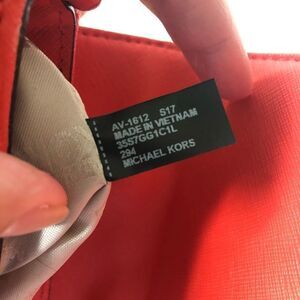 AV-1612 S17
MADE IN VIETNAM
35S7GG1C1L
294
MICHAEL KORS